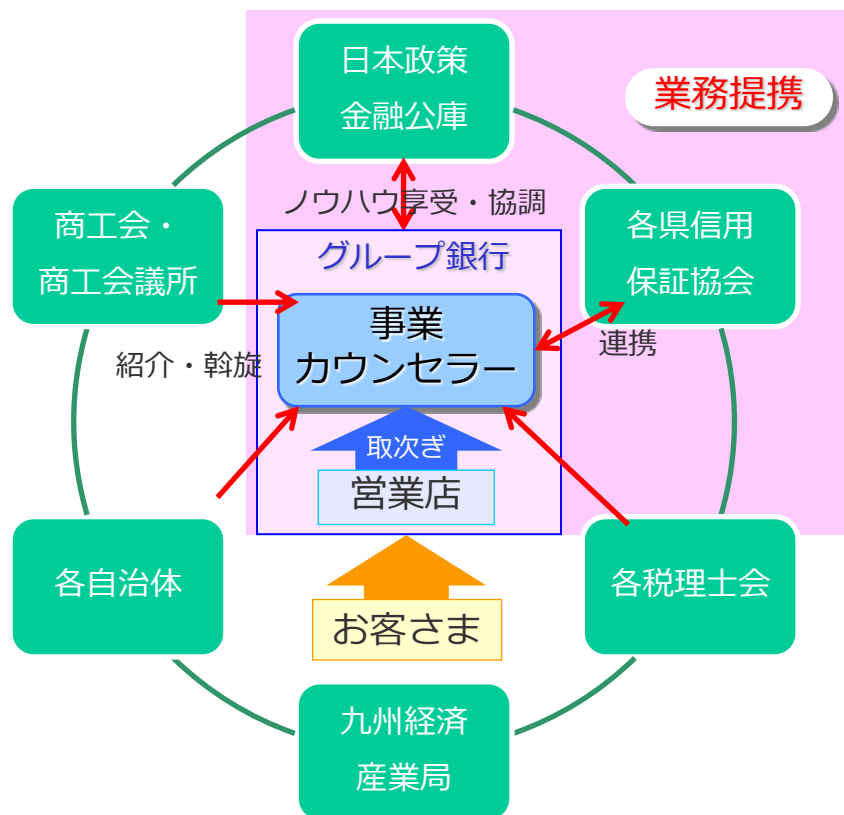 日本政策
金融公庫
業務提携
ノウハウ享受・協調
商工会・
商工会議所
各県信用
保証協会
グループ銀行
事業
カウンセラー
連携
紹介・斡旋
取次ぎ
営業店
各自治体
各税理士会
お客さま
九州経済
産業局